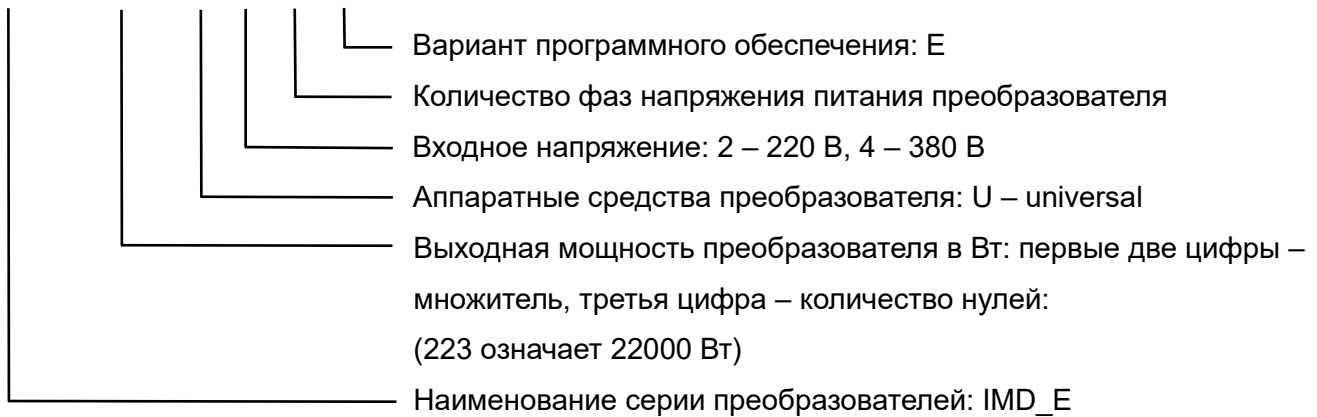 Вариант программного обеспечения: E
Количество фаз напряжения питания преобразователя
Входное напряжение: 2 – 220 В, 4 – 380 В
Аппаратные средства преобразователя: U – universal
Выходная мощность преобразователя в Вт: первые две цифры –
множитель, третья цифра – количество нулей:
(223 означает 22000 Вт)
Наименование серии преобразователей: IMD_E